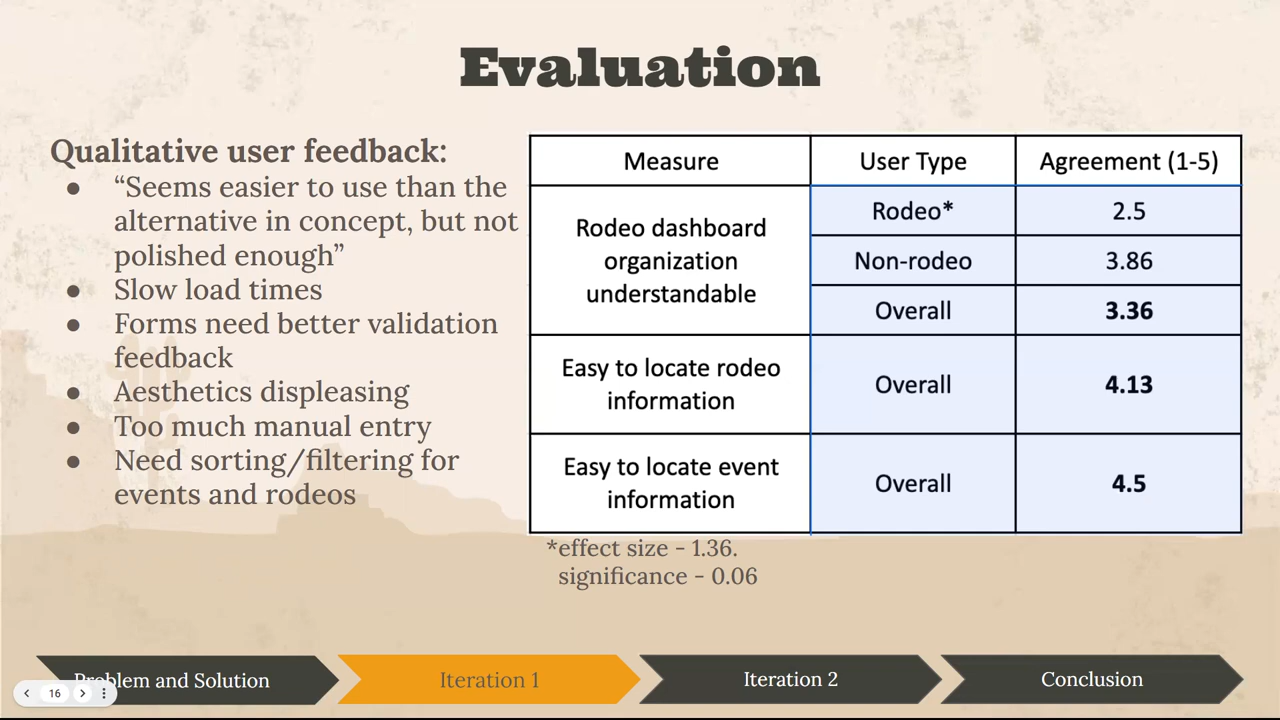 Evaluation
Qualitative user feedback:
● “Seems easier to use than the
alternative in concept, but not
polished enough”
● Slow load times
● Forms need better validation
feedback
● Aesthetics displeasing
● Too much manual entry
● Need sorting/filtering for
events and rodeos
Measure User Type Agreement (1-5)
Rodeo dashboard
organization
understandable
Rodeo* 2.5
Non-rodeo 3.86
Overall 3.36
Easy to locate rodeo
information
Overall 4.13
Easy to locate event
information
Overall 4.5
*effect size - 1.36.
significance - 0.06
Problem and Solution
Iteration 1
Iteration 2
Conclusion
16